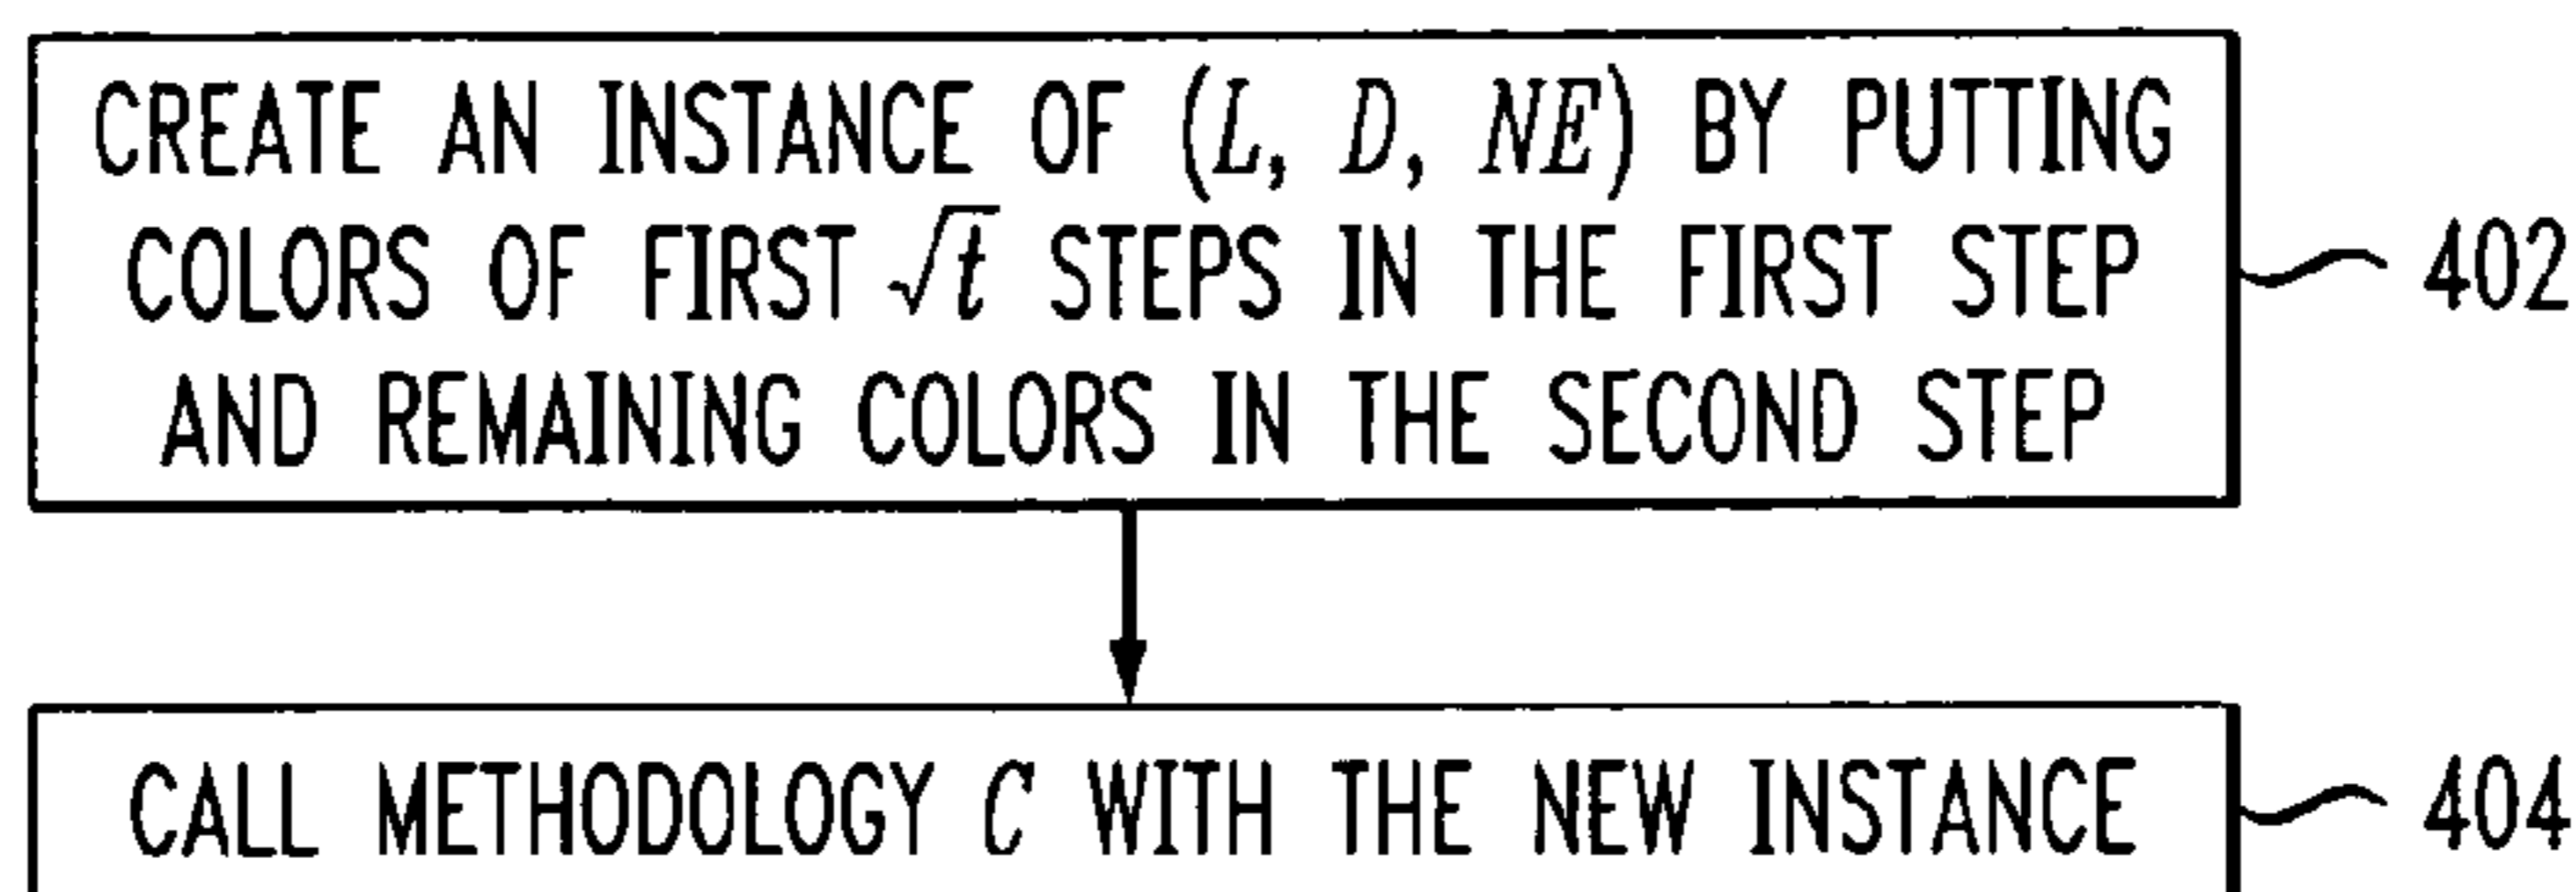 CREATE AN INSTANCE OF (L, D, NE) BY PUTTING
COLORS OF FIRST √t STEPS IN THE FIRST STEP
AND REMAINING COLORS IN THE SECOND STEP
402
CALL METHODOLOGY C WITH THE NEW INSTANCE
404